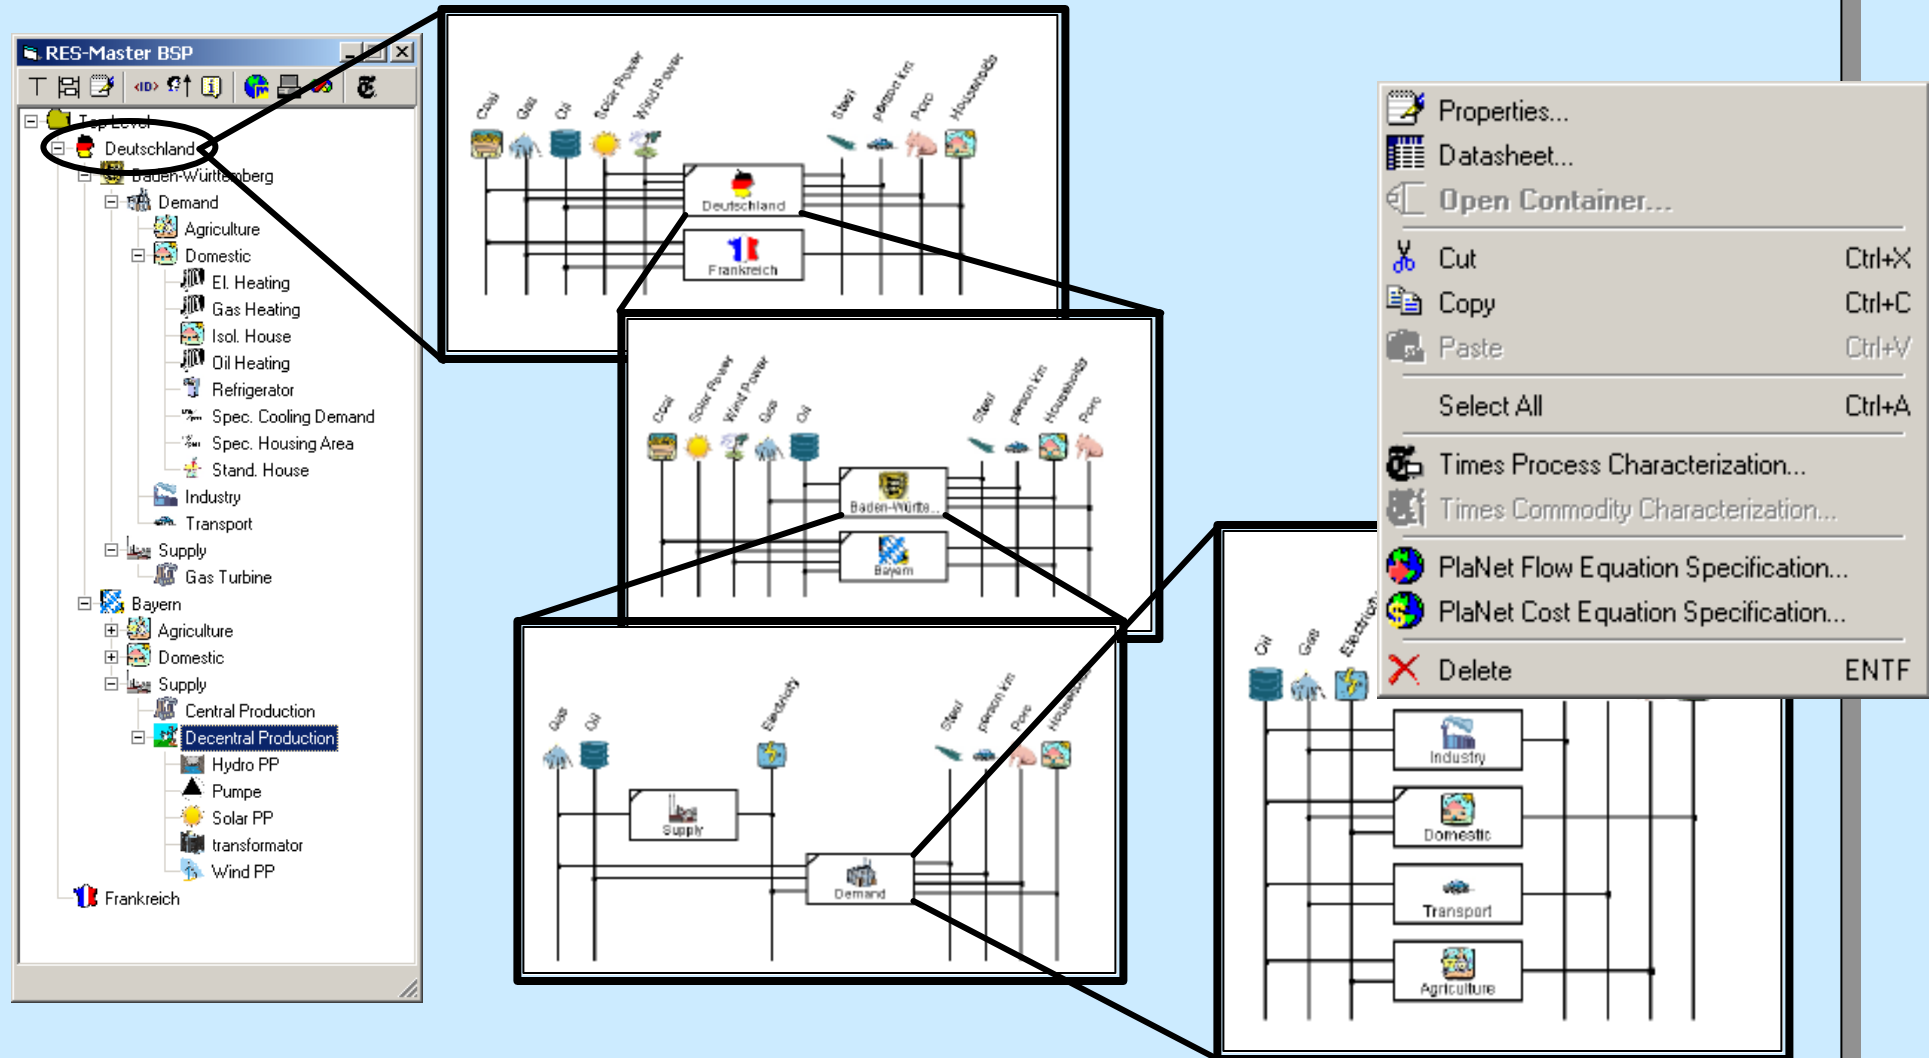 RES-Master BSP
<ID>
Top Level
Deutschland
Baden-Württemberg
Demand
Agriculture
Domestic
El. Heating
Gas Heating
Isol. House
Oil Heating
Refrigerator
Spec. Cooling Demand
Spec. Housing Area
Stand. House
Industry
Transport
Supply
Gas Turbine
Bayern
Agriculture
Domestic
Supply
Central Production
Decentral Production
Hydro PP
Pumpe
Solar PP
transformator
Wind PP
Frankreich
Coal
Gas
Oil
Solar Power
Wind Power
Steel
person km
Porc
Households
Deutschland
Frankreich
Coal
Solar Power
Wind Power
Gas
Oil
Steel
person km
Households
Porc
Baden-Württe...
Bayern
Gas
Oil
Electricity
Steel
person km
Porc
Supply
Demand
Oil
Gas
Industry
Domestic
Transport
Agriculture
Properties...
Datasheet...
Open Container...
Cut Ctrl+X
Copy Ctrl+C
Paste Ctrl+V
Select All Ctrl+A
Times Process Characterization...
Times Commodity Characterization...
PlaNet Flow Equation Specification...
PlaNet Cost Equation Specification...
Delete ENTF